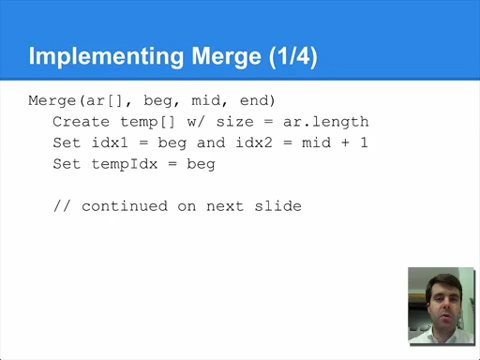 Implementing Merge (1/4)
Merge(ar[], beg, mid, end)
Create temp[] w/ size = ar.length
Set idx1 = beg and idx2 = mid + 1
Set tempIdx = beg
// continued on next slide